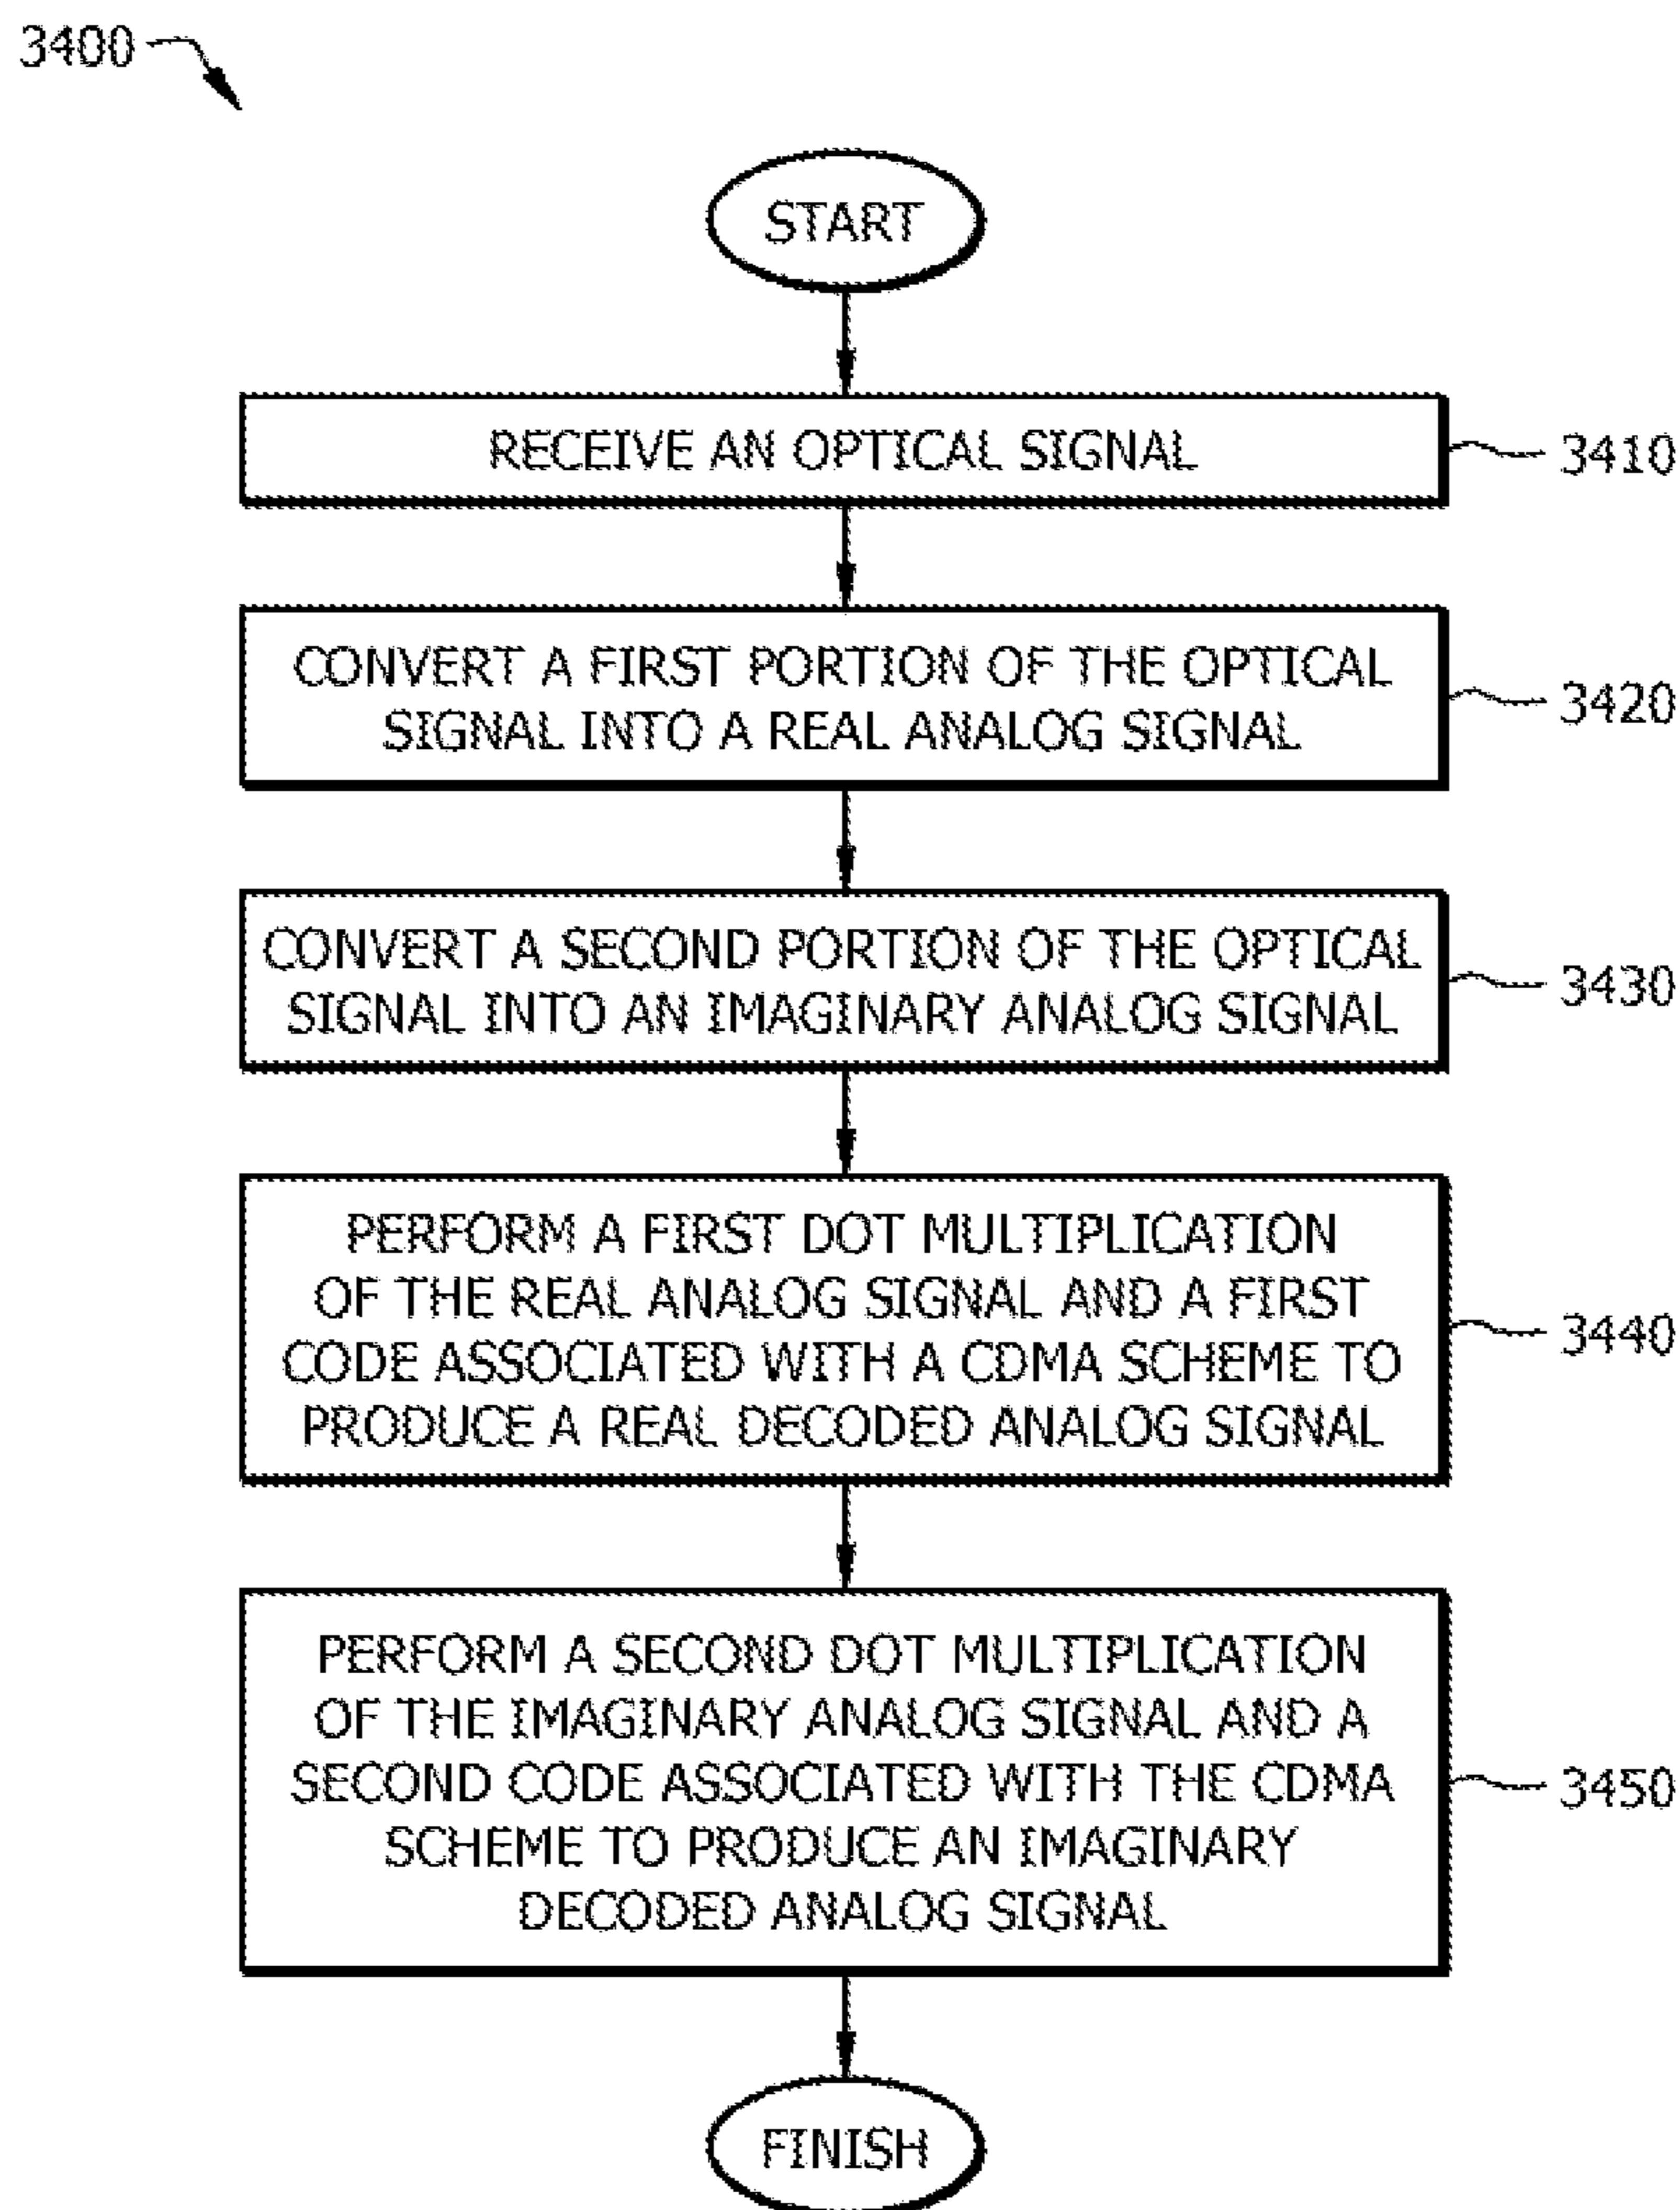 3400
START
RECEIVE AN OPTICAL SIGNAL
3410
CONVERT A FIRST PORTION OF THE OPTICAL
SIGNAL INTO A REAL ANALOG SIGNAL
3420
CONVERT A SECOND PORTION OF THE OPTICAL
SIGNAL INTO AN IMAGINARY ANALOG SIGNAL
3430
PERFORM A FIRST DOT MULTIPLICATION
OF THE REAL ANALOG SIGNAL AND A FIRST
CODE ASSOCIATED WITH A CDMA SCHEME TO
PRODUCE A REAL DECODED ANALOG SIGNAL
3440
PERFORM A SECOND DOT MULTIPLICATION
OF THE IMAGINARY ANALOG SIGNAL AND A
SECOND CODE ASSOCIATED WITH THE CDMA
SCHEME TO PRODUCE AN IMAGINARY
DECODED ANALOG SIGNAL
3450
FINISH